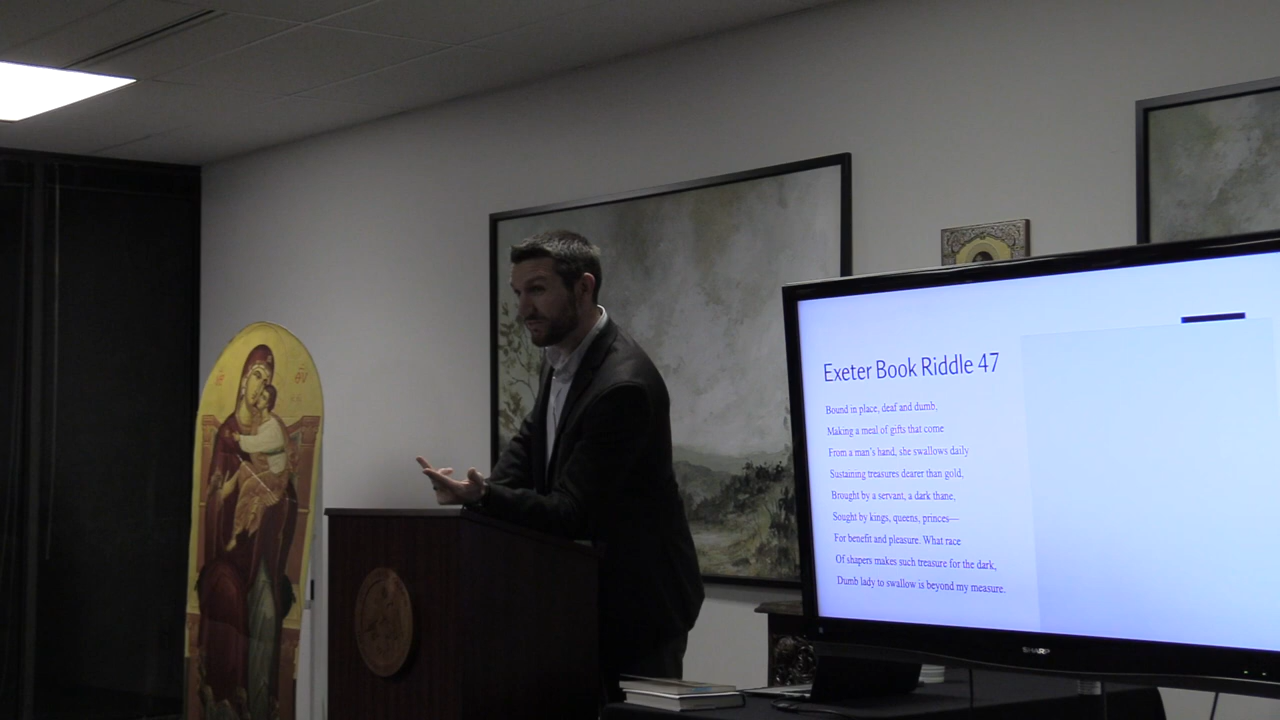 Exeter Book Riddle 47
Bound in place, deaf and dumb,
Making a meal of gifts that come
From a man's hand, she swallows daily
Sustaining treasures dearer than gold,
Brought by a servant, a dark thane,
Sought by kings, queens, princes—
For benefit and pleasure. What race
Of shapers makes such treasure for the dark,
Dumb lady to swallow is beyond my measure.
SHARP